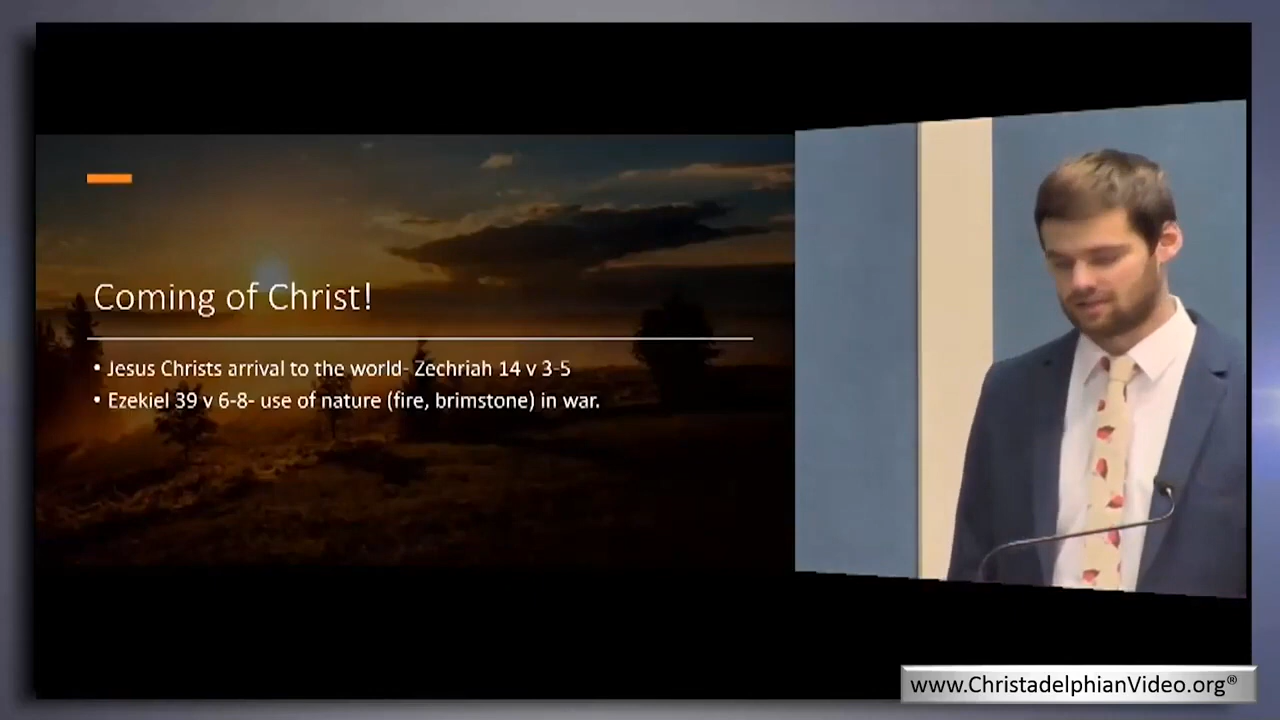 Coming of Christ!
• Jesus Christs arrival to the world- Zechriah 14 v 3-5
• Ezekiel 39 v 6-8- use of nature (fire, brimstone) in war.
www.ChristadelphianVideo.org®